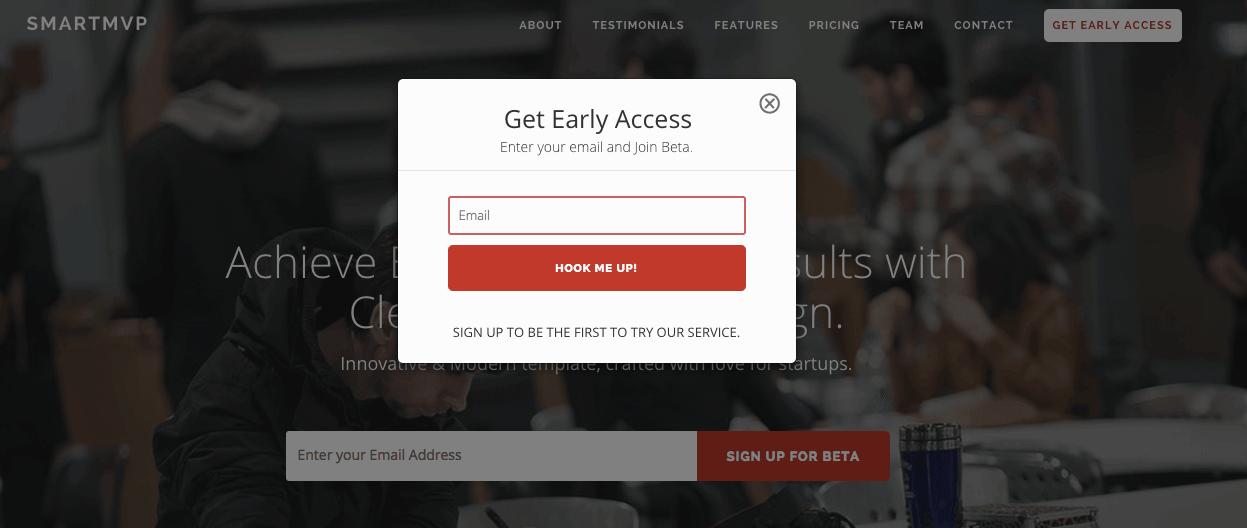 SMARTMVP
ABOUT TESTIMONIALS FEATURES PRICING TEAM CONTACT GET EARLY ACCESS
Get Early Access
Enter your email and Join Beta.
Email
HOOK ME UP!
SIGN UP TO BE THE FIRST TO TRY OUR SERVICE.
Achieve sults with
Cle gn.
Innovative & Modern template, crafted with love for startups.
Enter your Email Address
SIGN UP FOR BETA